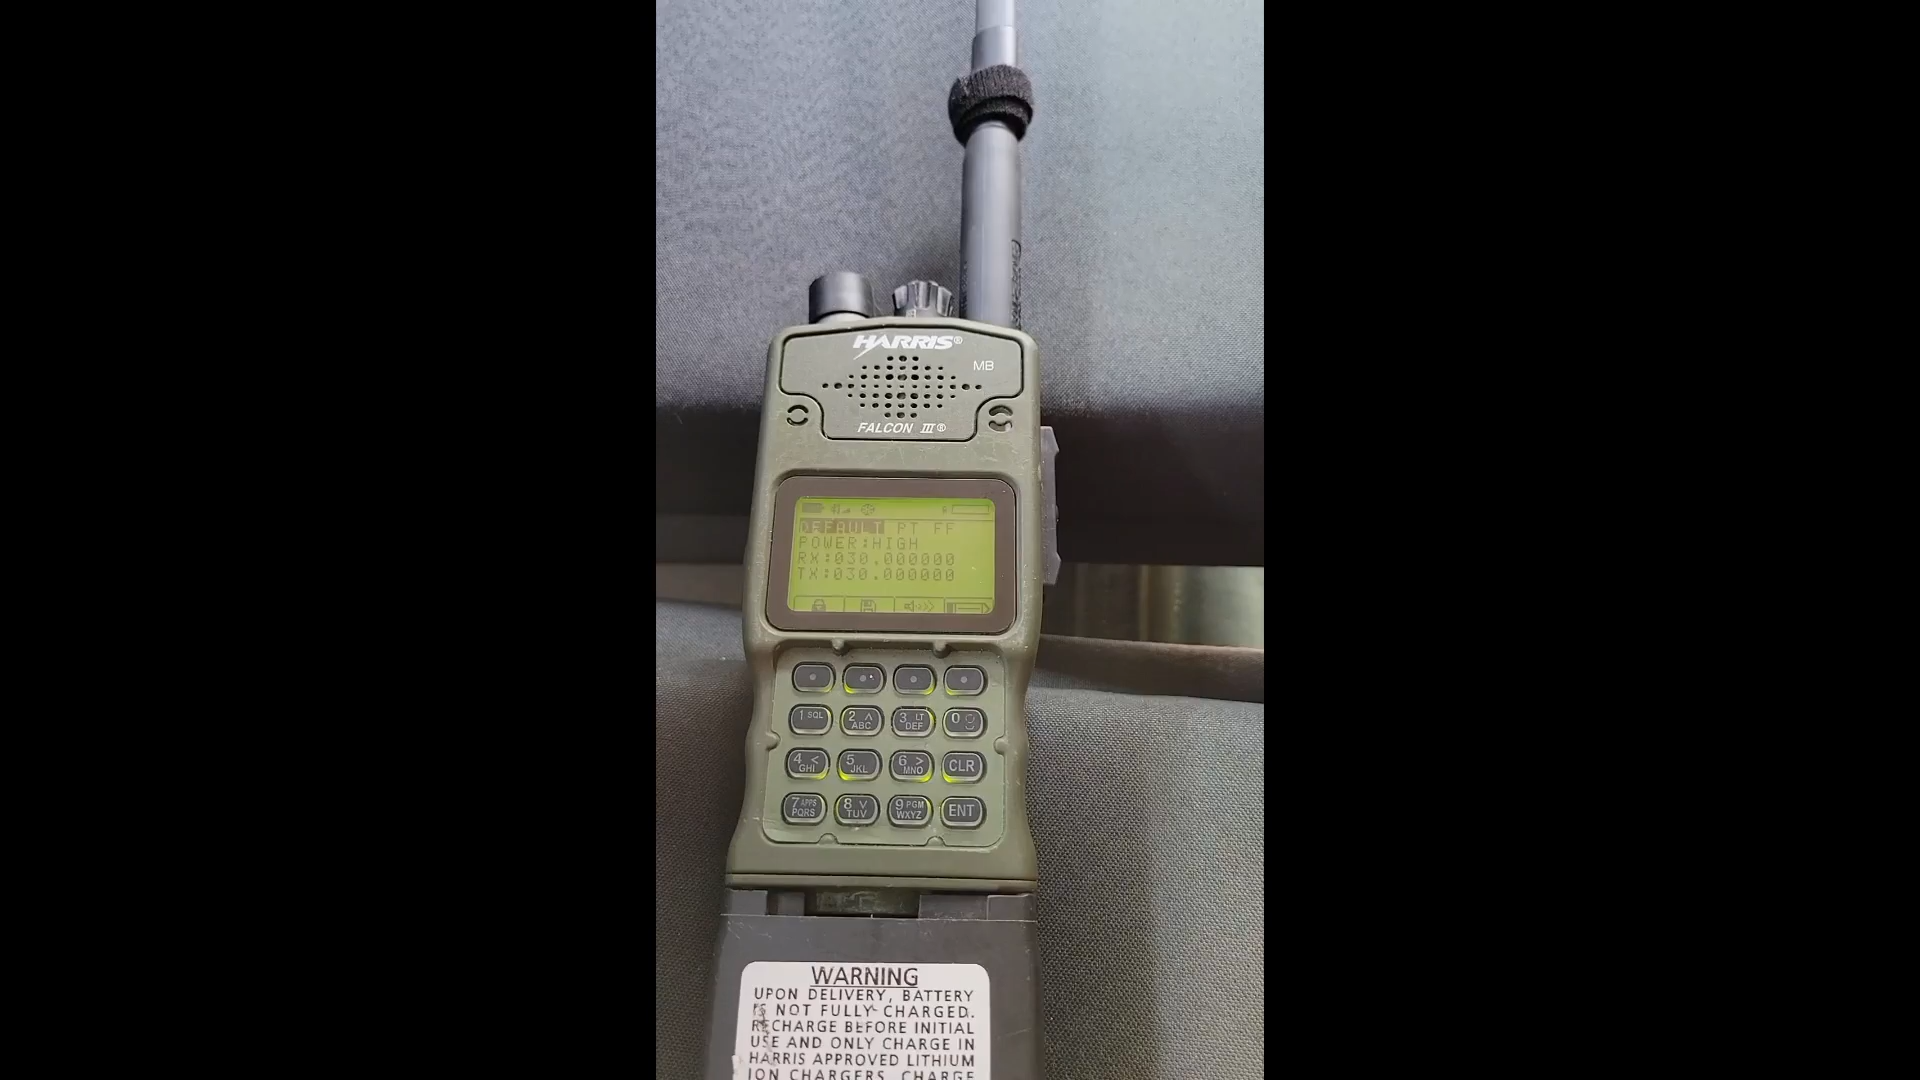 HARRIS®
MB
FALCON III®
R
DEFAULT PT FF
POWER:HIGH
RX:030.000000
TX:030.000000
1 SQL 2 ABC 3 LT DEF 0
4 < GHI 5 JKL 6 > MNO CLR
7 APPS PQRS 8 TUV 9 PGM WXYZ ENT
WARNING
UPON DELIVERY, BATTERY
IS NOT FULLY CHARGED.
RECHARGE BEFORE INITIAL
USE AND ONLY CHARGE IN
HARRIS APPROVED LITHIUM
ION CHARGERS. CHARGE